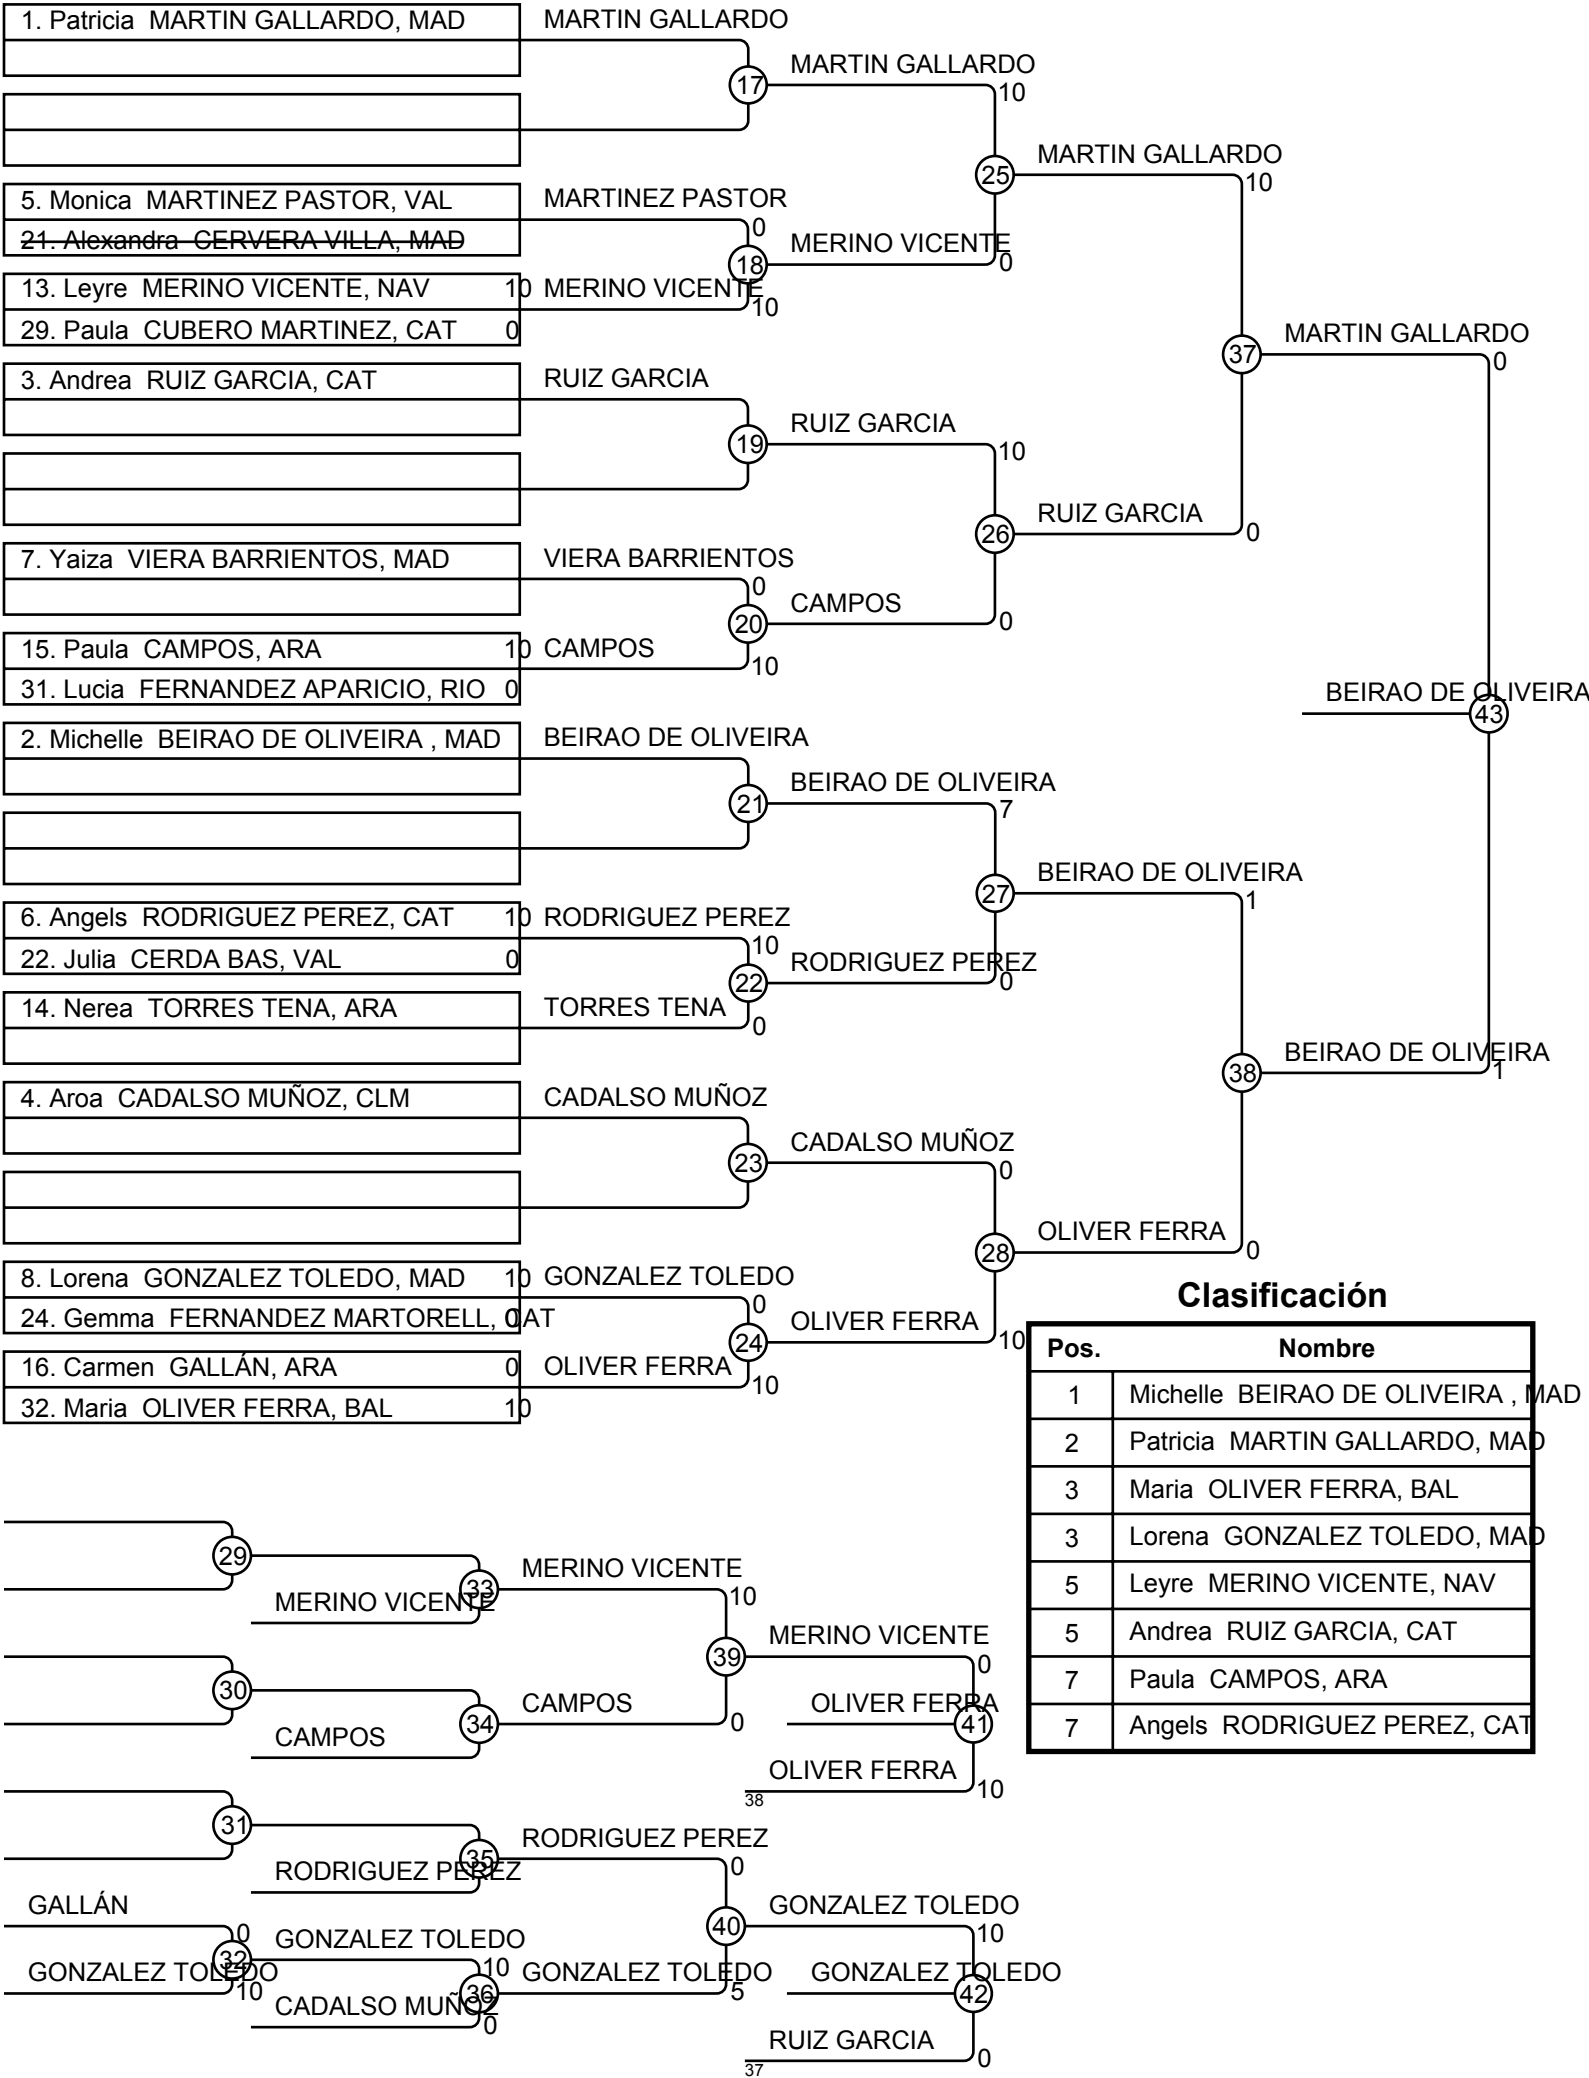 1. Patricia MARTIN GALLARDO, MAD
MARTIN GALLARDO
17
MARTIN GALLARDO
10
25
MARTIN GALLARDO
10
5. Monica MARTINEZ PASTOR, VAL
MARTINEZ PASTOR
0
21. Alexandra CERVERA VILLA, MAD
18
MERINO VICENTE
0
13. Leyre MERINO VICENTE, NAV 10
MERINO VICENTE
10
29. Paula CUBERO MARTINEZ, CAT 0
37
MARTIN GALLARDO
0
3. Andrea RUIZ GARCIA, CAT
RUIZ GARCIA
19
RUIZ GARCIA
10
26
RUIZ GARCIA
0
7. Yaiza VIERA BARRIENTOS, MAD
VIERA BARRIENTOS
0
20
CAMPOS
0
15. Paula CAMPOS, ARA 10
CAMPOS
10
31. Lucia FERNANDEZ APARICIO, RIO 0
BEIRAO DE OLIVEIRA
43
2. Michelle BEIRAO DE OLIVEIRA , MAD
BEIRAO DE OLIVEIRA
21
BEIRAO DE OLIVEIRA
7
27
BEIRAO DE OLIVEIRA
1
6. Angels RODRIGUEZ PEREZ, CAT 10
RODRIGUEZ PEREZ
10
22. Julia CERDA BAS, VAL 0
22
RODRIGUEZ PEREZ
0
14. Nerea TORRES TENA, ARA
TORRES TENA
0
38
BEIRAO DE OLIVEIRA
1
4. Aroa CADALSO MUÑOZ, CLM
CADALSO MUÑOZ
23
CADALSO MUÑOZ
0
28
OLIVER FERRA
0
8. Lorena GONZALEZ TOLEDO, MAD 10
GONZALEZ TOLEDO
0
24. Gemma FERNANDEZ MARTORELL, CAT 0
24
OLIVER FERRA
10
16. Carmen GALLÁN, ARA 0
OLIVER FERRA
10
32. Maria OLIVER FERRA, BAL 10
Clasificación
Pos. Nombre
1 Michelle BEIRAO DE OLIVEIRA , MAD
2 Patricia MARTIN GALLARDO, MAD
3 Maria OLIVER FERRA, BAL
3 Lorena GONZALEZ TOLEDO, MAD
5 Leyre MERINO VICENTE, NAV
5 Andrea RUIZ GARCIA, CAT
7 Paula CAMPOS, ARA
7 Angels RODRIGUEZ PEREZ, CAT
29
33
MERINO VICENTE
10
MERINO VICENTE
39
MERINO VICENTE
0
30
34
CAMPOS
0
CAMPOS
OLIVER FERRA
41
OLIVER FERRA
10
38
31
35
RODRIGUEZ PEREZ
0
RODRIGUEZ PEREZ
GALLÁN
0
40
GONZALEZ TOLEDO
10
32
GONZALEZ TOLEDO
10
GONZALEZ TOLEDO
10
36
GONZALEZ TOLEDO
5
GONZALEZ TOLEDO
42
CADALSO MUÑOZ
0
RUIZ GARCIA
0
37